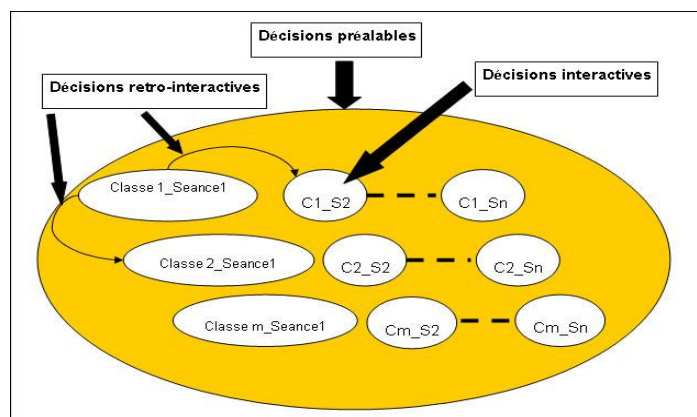 Décisions préalables
Décisions retro-interactives
Décisions interactives
Classe 1_Seance1
C1_S2
C1_Sn
Classe 2_Seance1
C2_S2
C2_Sn
Classe m_Seance1
Cm_S2
Cm_Sn